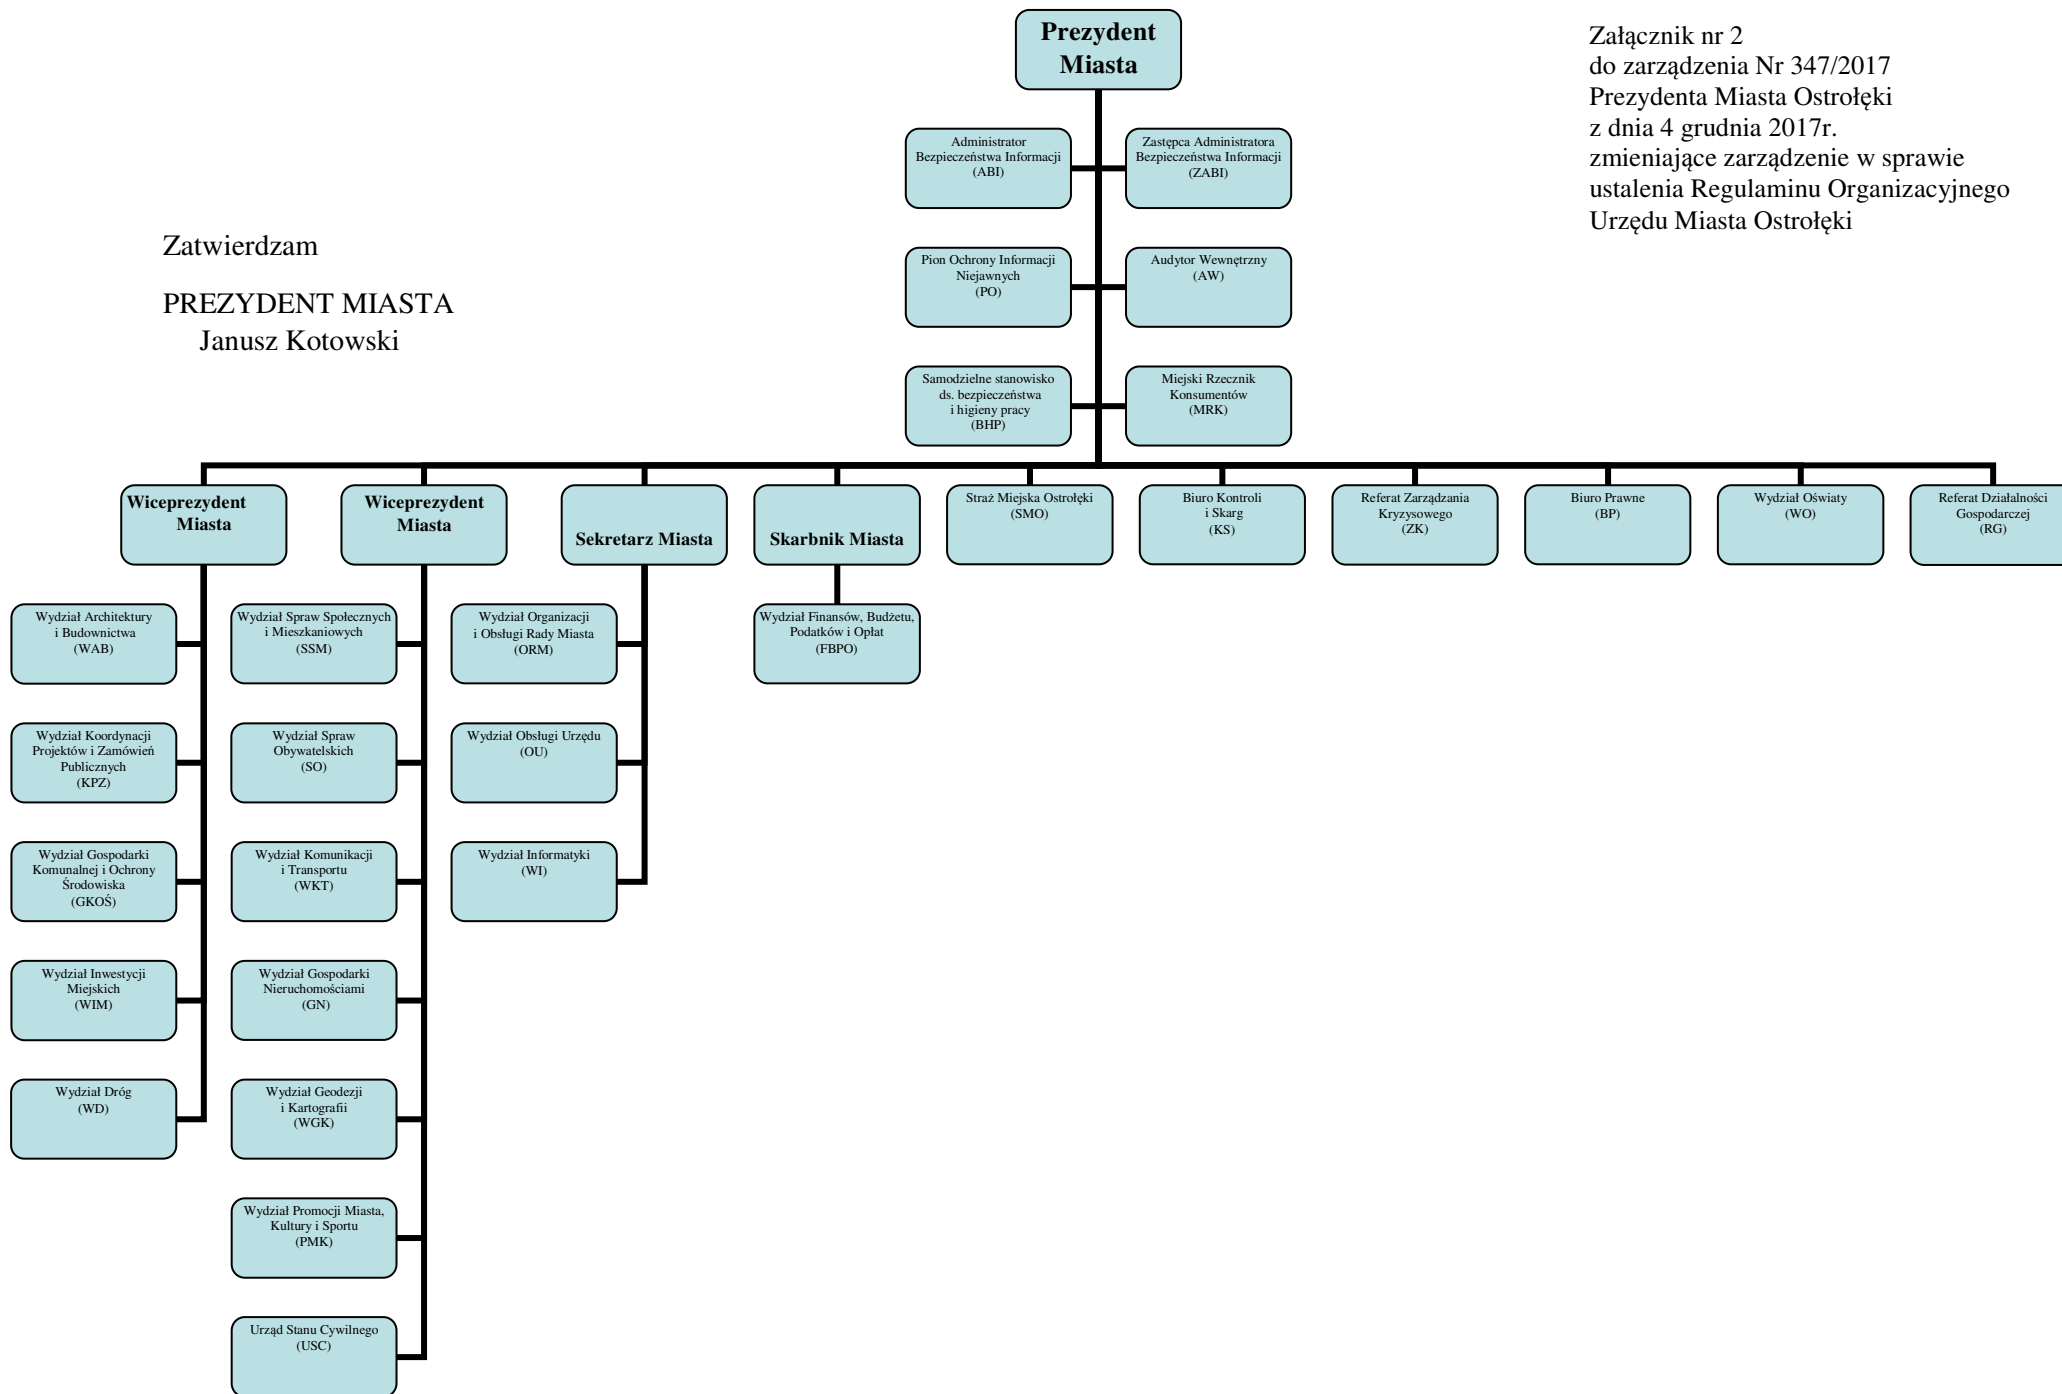 Prezydent
Miasta
Załącznik nr 2
do zarządzenia Nr 347/2017
Prezydenta Miasta Ostrołęki
z dnia 4 grudnia 2017r.
zmieniające zarządzenie w sprawie
ustalenia Regulaminu Organizacyjnego
Urzędu Miasta Ostrołęki
Zatwierdzam
PREZYDENT MIASTA
Janusz Kotowski
Administrator
Bezpieczeństwa Informacji
(ABI)
Zastępca Administratora
Bezpieczeństwa Informacji
(ZABI)
Pion Ochrony Informacji
Niejawnych
(PO)
Audytor Wewnętrzny
(AW)
Samodzielne stanowisko
ds. bezpieczeństwa
i higieny pracy
(BHP)
Miejski Rzecznik
Konsumentów
(MRK)
Wiceprezydent
Miasta
Wiceprezydent
Miasta
Sekretarz Miasta
Skarbnik Miasta
Straż Miejska Ostrołęki
(SMO)
Biuro Kontroli
i Skarg
(KS)
Referat Zarządzania
Kryzysowego
(ZK)
Biuro Prawne
(BP)
Wydział Oświaty
(WO)
Referat Działalności
Gospodarczej
(RG)
Wydział Architektury
i Budownictwa
(WAB)
Wydział Spraw Społecznych
i Mieszkaniowych
(SSM)
Wydział Organizacji
i Obsługi Rady Miasta
(ORM)
Wydział Finansów, Budżetu,
Podatków i Opłat
(FBPO)
Wydział Koordynacji
Projektów i Zamówień
Publicznych
(KPZ)
Wydział Spraw
Obywatelskich
(SO)
Wydział Obsługi Urzędu
(OU)
Wydział Gospodarki
Komunalnej i Ochrony
Środowiska
(GKOŚ)
Wydział Komunikacji
i Transportu
(WKT)
Wydział Informatyki
(WI)
Wydział Inwestycji
Miejskich
(WIM)
Wydział Gospodarki
Nieruchomościami
(GN)
Wydział Dróg
(WD)
Wydział Geodezji
i Kartografii
(WGK)
Wydział Promocji Miasta,
Kultury i Sportu
(PMK)
Urząd Stanu Cywilnego
(USC)